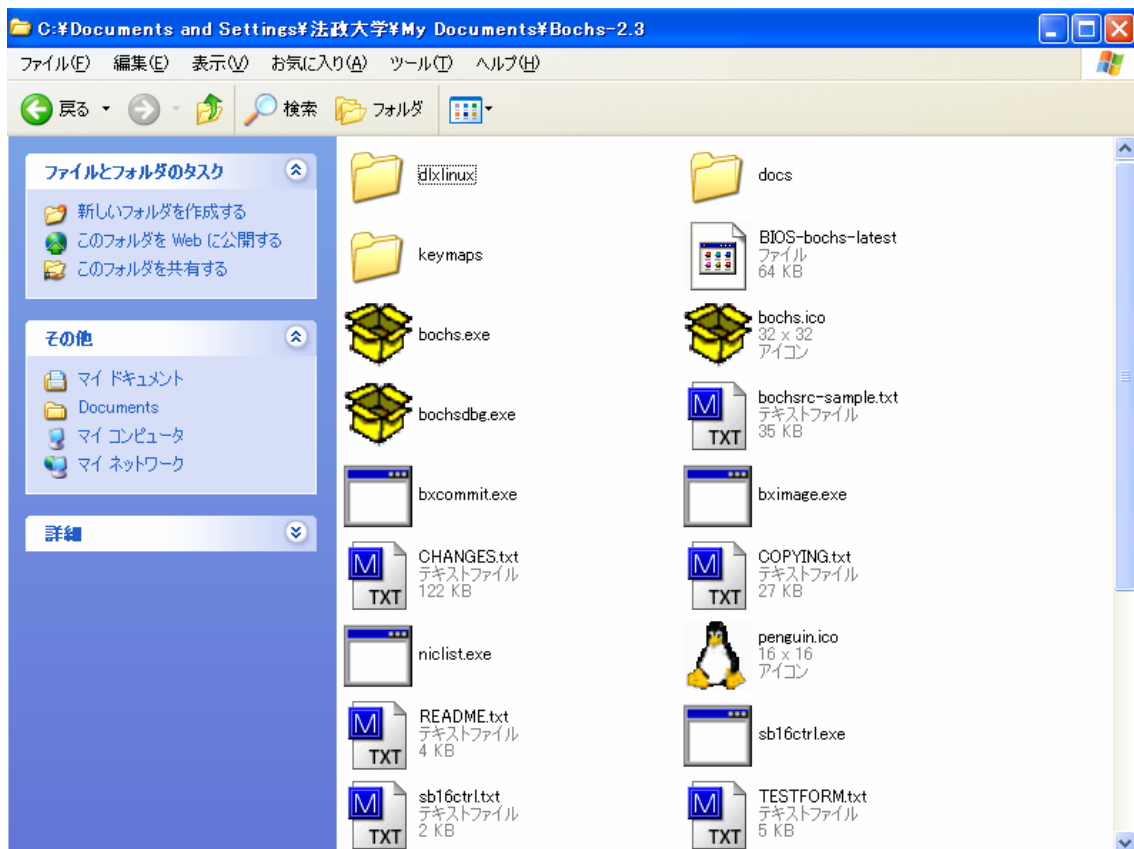 C:¥Documents and Settings¥法政大学¥My Documents¥Bochs-2.3
ファイル(F) 編集(E) 表示(V) お気に入り(A) ツール(T) ヘルプ(H)
戻る 検索 フォルダ
ファイルとフォルダのタスク
新しいフォルダを作成する
このフォルダを Web に公開する
このフォルダを共有する
その他
マイ ドキュメント
Documents
マイ コンピュータ
マイ ネットワーク
詳細
dlxlinux
docs
keymaps
BIOS-bochs-latest
ファイル
64 KB
bochs.exe
bochs.ico
32 x 32
アイコン
bochsdbg.exe
M
TXT
bochsrc-sample.txt
テキストファイル
35 KB
bxcommit.exe
bximage.exe
M
TXT
CHANGES.txt
テキストファイル
122 KB
M
TXT
COPYING.txt
テキストファイル
27 KB
niclist.exe
penguin.ico
16 x 16
アイコン
M
TXT
README.txt
テキストファイル
4 KB
sb16ctrl.exe
M
TXT
sb16ctrl.txt
テキストファイル
2 KB
M
TXT
TESTFORM.txt
テキストファイル
5 KB